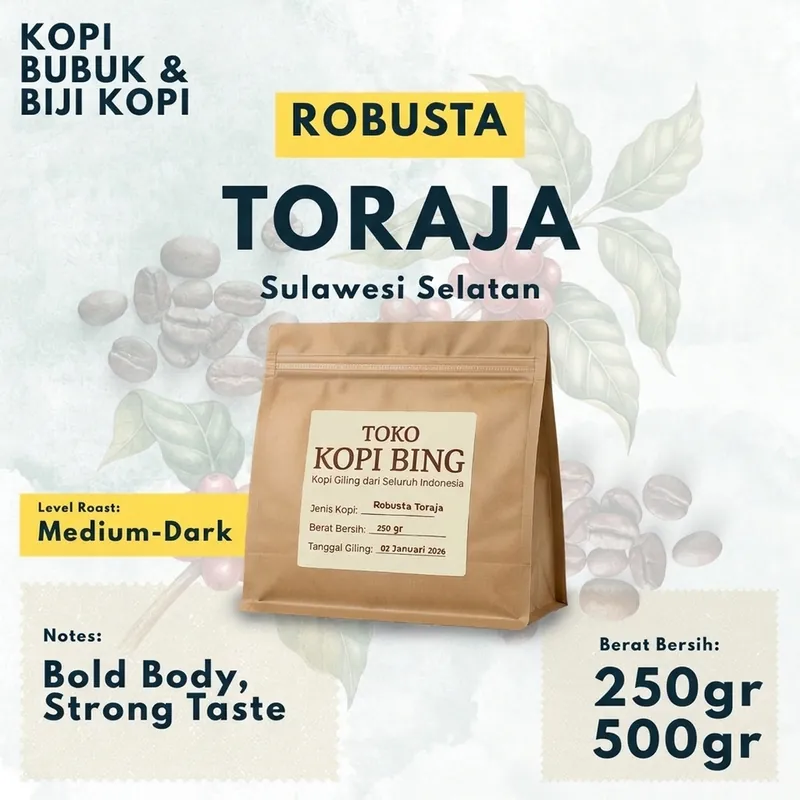 KOPI
BUBUK &
BIJI KOPI
ROBUSTA
TORAJA
Sulawesi Selatan
TOKO
KOPI BING
Kopi Giling dari Seluruh Indonesia
Jenis Kopi: Robusta Toraja
Berat Bersih: 250 gr
Tanggal Giling: 02 Januari 2026
Level Roast:
Medium-Dark
Notes:
Bold Body,
Strong Taste
Berat Bersih:
250gr
500gr